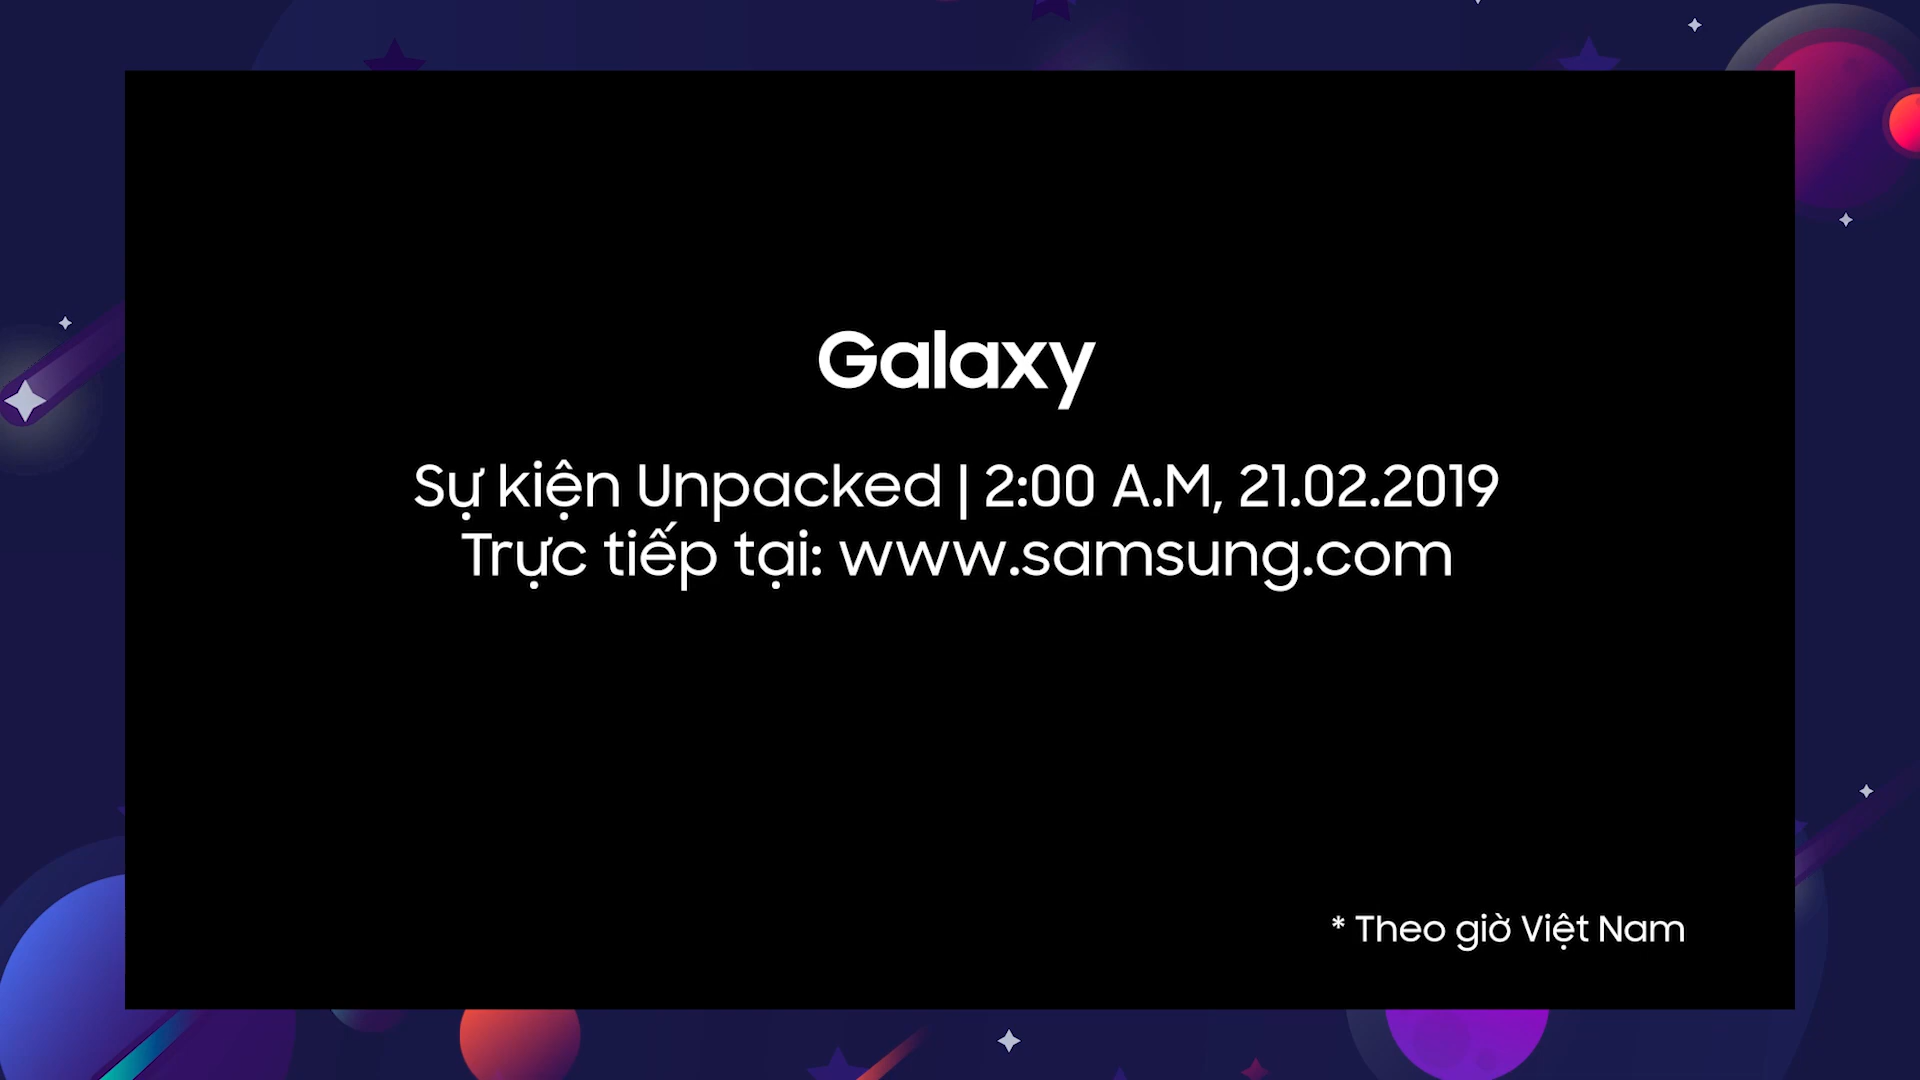 Galaxy
Sự kiện Unpacked | 2:00 A.M, 21.02.2019
Trực tiếp tại: www.samsung.com
* Theo giờ Việt Nam